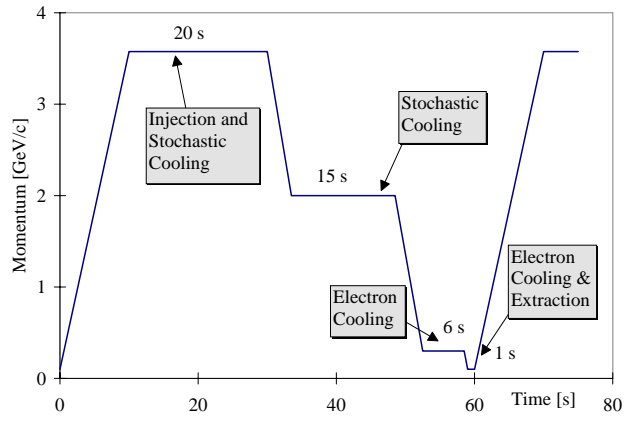 Momentum [GeV/c]
4
3
2
1
0
20 s
Injection and
Stochastic
Cooling
Stochastic
Cooling
15 s
Electron
Cooling
6 s
Electron
Cooling &
Extraction
1 s
0
20
40
60
80
Time [s]